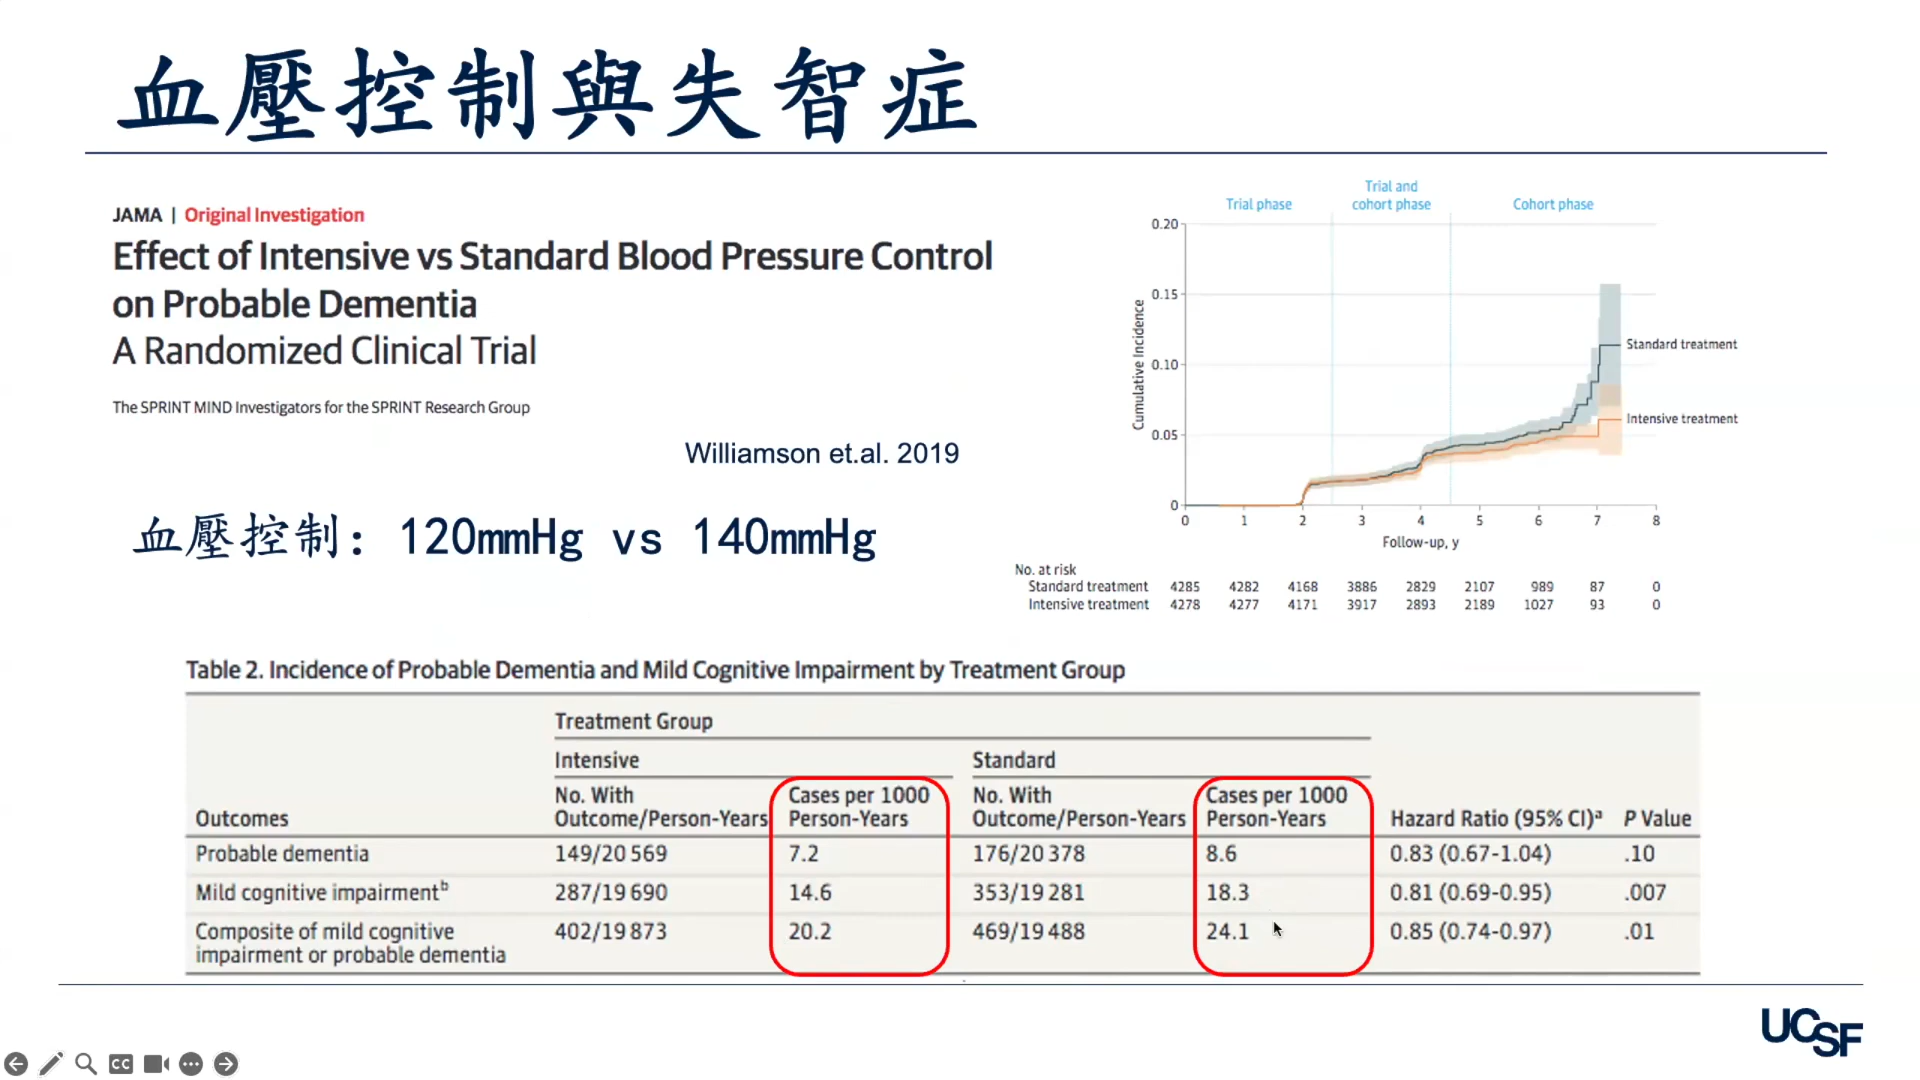 血壓控制與失智症
JAMA | Original Investigation
Effect of Intensive vs Standard Blood Pressure Control
on Probable Dementia
A Randomized Clinical Trial
The SPRINT MIND Investigators for the SPRINT Research Group
Williamson et.al. 2019
血壓控制：120mmHg vs 140mmHg
Trial phase
Trial and
cohort phase
Cohort phase
Cumulative Incidence
0.20
0.15
0.10
0.05
0
Standard treatment
Intensive treatment
0 1 2 3 4 5 6 7 8
Follow-up, y
No. at risk
Standard treatment 4285 4282 4168 3886 2829 2107 989 87 0
Intensive treatment 4278 4277 4171 3917 2893 2189 1027 93 0
Table 2. Incidence of Probable Dementia and Mild Cognitive Impairment by Treatment Group
Treatment Group
Intensive Standard
Outcomes No. With Outcome/Person-Years Cases per 1000 Person-Years No. With Outcome/Person-Years Cases per 1000 Person-Years Hazard Ratio (95% CI)a P Value
Probable dementia 149/20 569 7.2 176/20 378 8.6 0.83 (0.67-1.04) .10
Mild cognitive impairmentb 287/19 690 14.6 353/19 281 18.3 0.81 (0.69-0.95) .007
Composite of mild cognitive 402/19 873 20.2 469/19 488 24.1 0.85 (0.74-0.97) .01
impairment or probable dementia
UCSF
CC